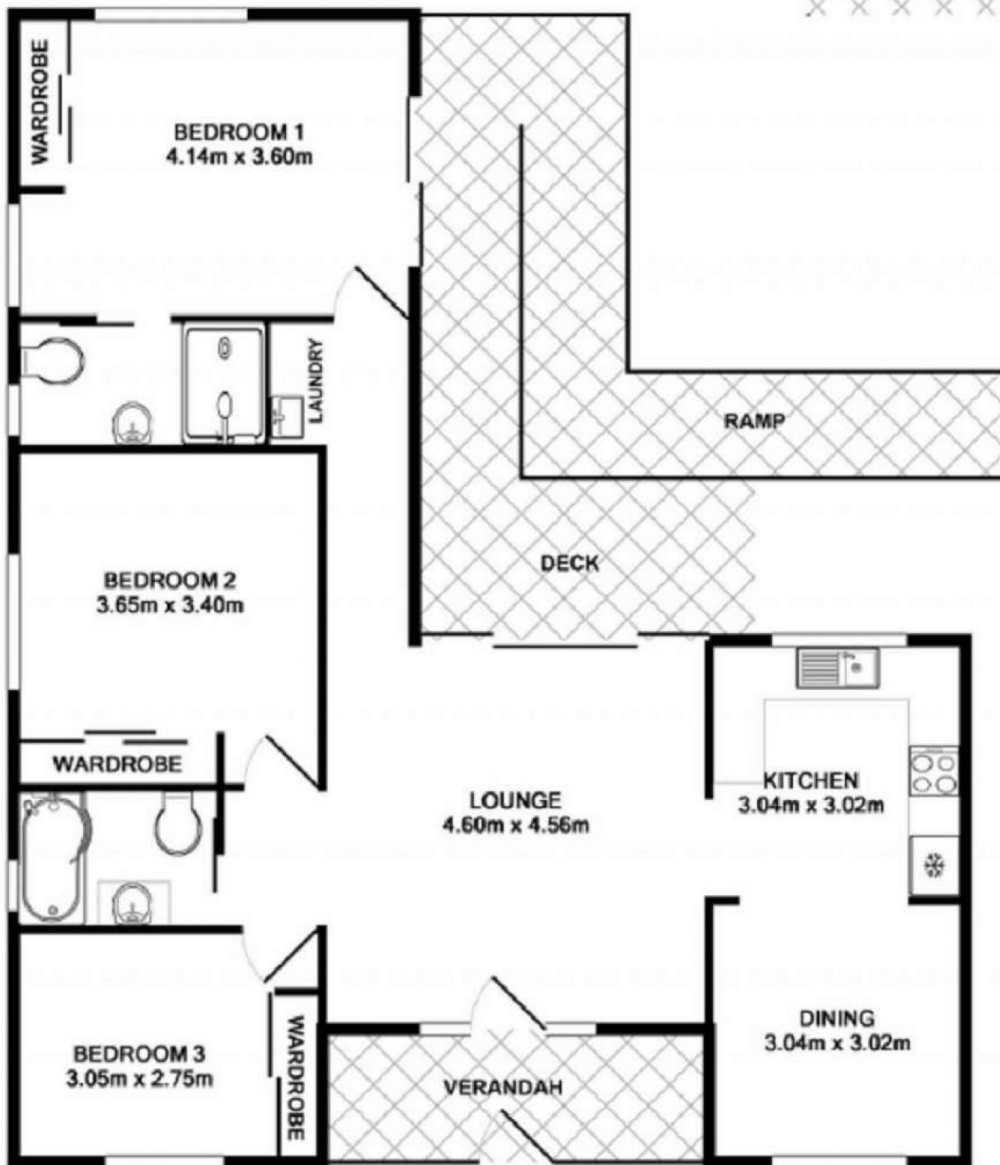 WARDROBE
BEDROOM 1
4.14m x 3.60m
LAUNDRY
RAMP
DECK
BEDROOM 2
3.65m x 3.40m
WARDROBE
LOUNGE
4.60m x 4.56m
KITCHEN
3.04m x 3.02m
BEDROOM 3
3.05m x 2.75m
WARDROBE
VERANDAH
DINING
3.04m x 3.02m